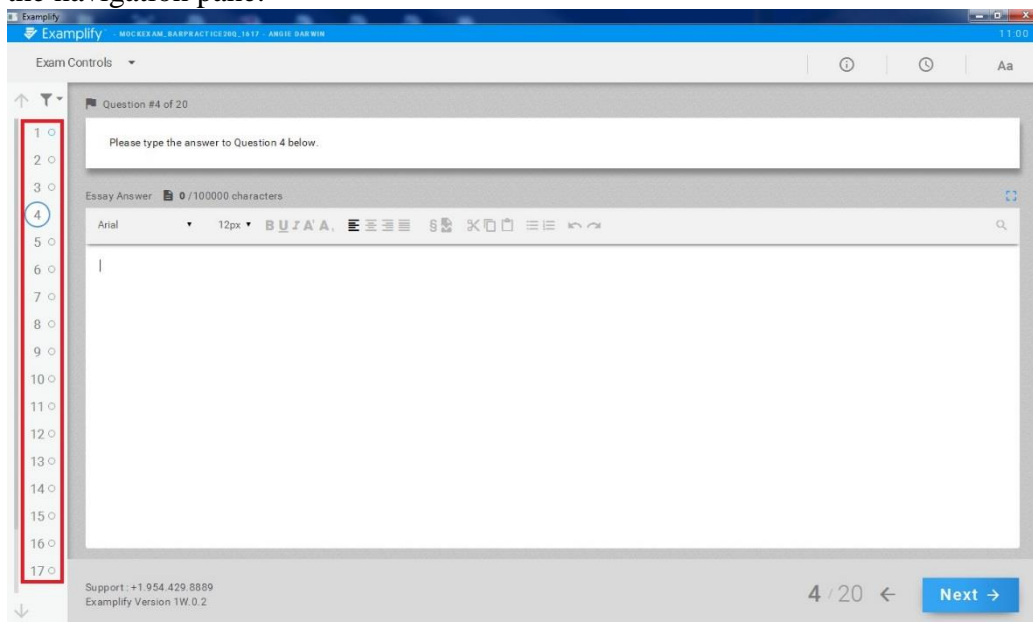 the navigation pane.
Examplify
Examplify - MOCKEXAM_BARPRACTICE20Q_1617 - ANGIE DARWIN
11:00
Exam Controls
Aa
Question #4 of 20
1
2
3
4
5
6
7
8
9
10
11
12
13
14
15
16
17
Please type the answer to Question 4 below.
Essay Answer 0 /100000 characters
Arial 12px B U I A' A, §
Support : +1.954.429.8889
Examplify Version 1W.0.2
4 / 20 ← Next →